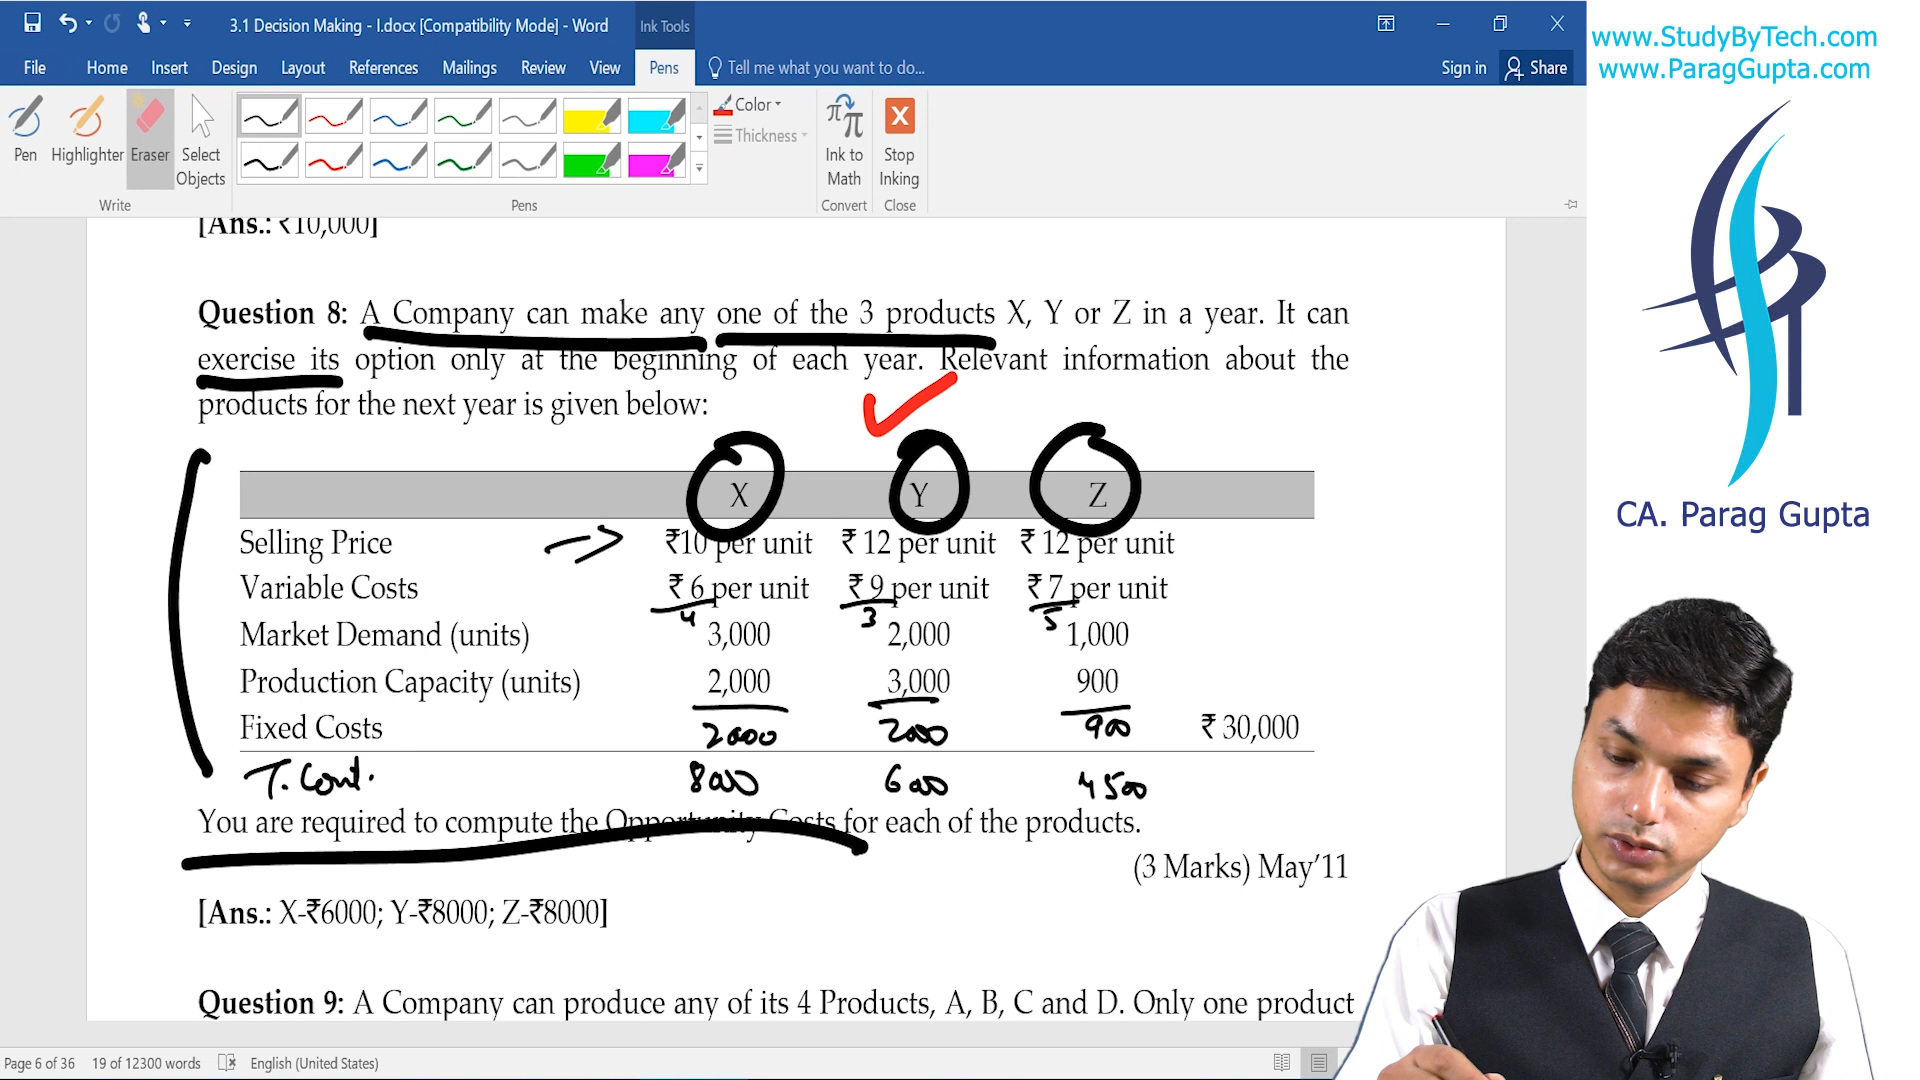 3.1 Decision Making - I.docx [Compatibility Mode] - Word
Ink Tools
File Home Insert Design Layout References Mailings Review View Pens Tell me what you want to do...
Sign in Share
Pen Highlighter Eraser Select Objects
Color
Thickness
Ink to Math
Stop Inking
Write Pens Convert Close
www.StudyByTech.com
www.ParagGupta.com
CA. Parag Gupta
[Ans.: ₹10,000]
Question 8: A Company can make any one of the 3 products X, Y or Z in a year. It can
exercise its option only at the beginning of each year. Relevant information about the
products for the next year is given below:
X Y Z
Selling Price ₹10 per unit ₹ 12 per unit ₹ 12 per unit
Variable Costs ₹ 6 per unit ₹ 9 per unit ₹ 7 per unit
4 3 5
Market Demand (units) 3,000 2,000 1,000
Production Capacity (units) 2,000 3,000 900
Fixed Costs 2000 2000 900 ₹ 30,000
T. Cont. 8000 6000 4500
You are required to compute the Opportunity Costs for each of the products.
(3 Marks) May'11
[Ans.: X-₹6000; Y-₹8000; Z-₹8000]
Question 9: A Company can produce any of its 4 Products, A, B, C and D. Only one product
Page 6 of 36 19 of 12300 words English (United States)